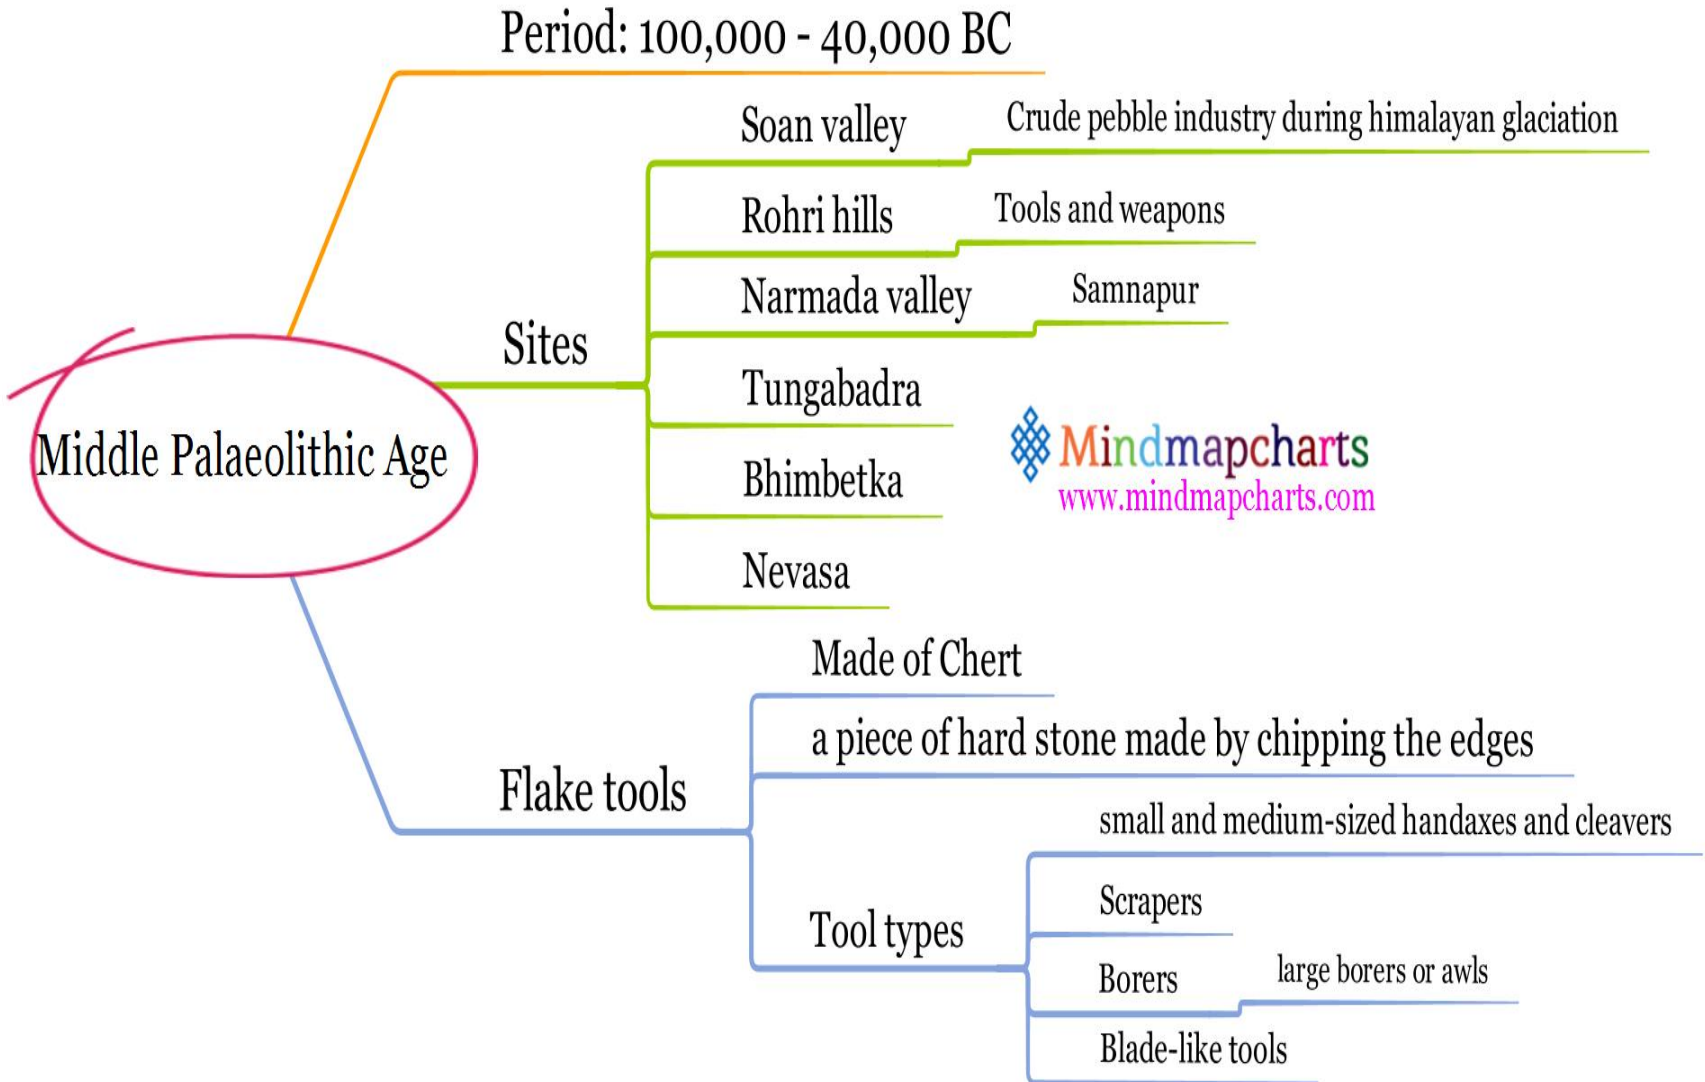 Period: 100,000 - 40,000 BC
Soan valley
Crude pebble industry during himalayan glaciation
Rohri hills
Tools and weapons
Narmada valley
Samnapur
Sites
Tungabadra
Bhimbetka
Nevasa
Mindmapcharts
www.mindmapcharts.com
Middle Palaeolithic Age
Made of Chert
a piece of hard stone made by chipping the edges
Flake tools
Tool types
small and medium-sized handaxes and cleavers
Scrapers
Borers
large borers or awls
Blade-like tools